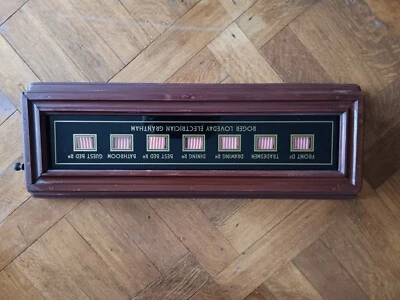 FRONT DR TRADESMEN DRAWING RM DINING RM BEST BED RM BATHROOM GUEST BED RM
ROGER LOVEDAY ELECTRICIAN GRANTHAM